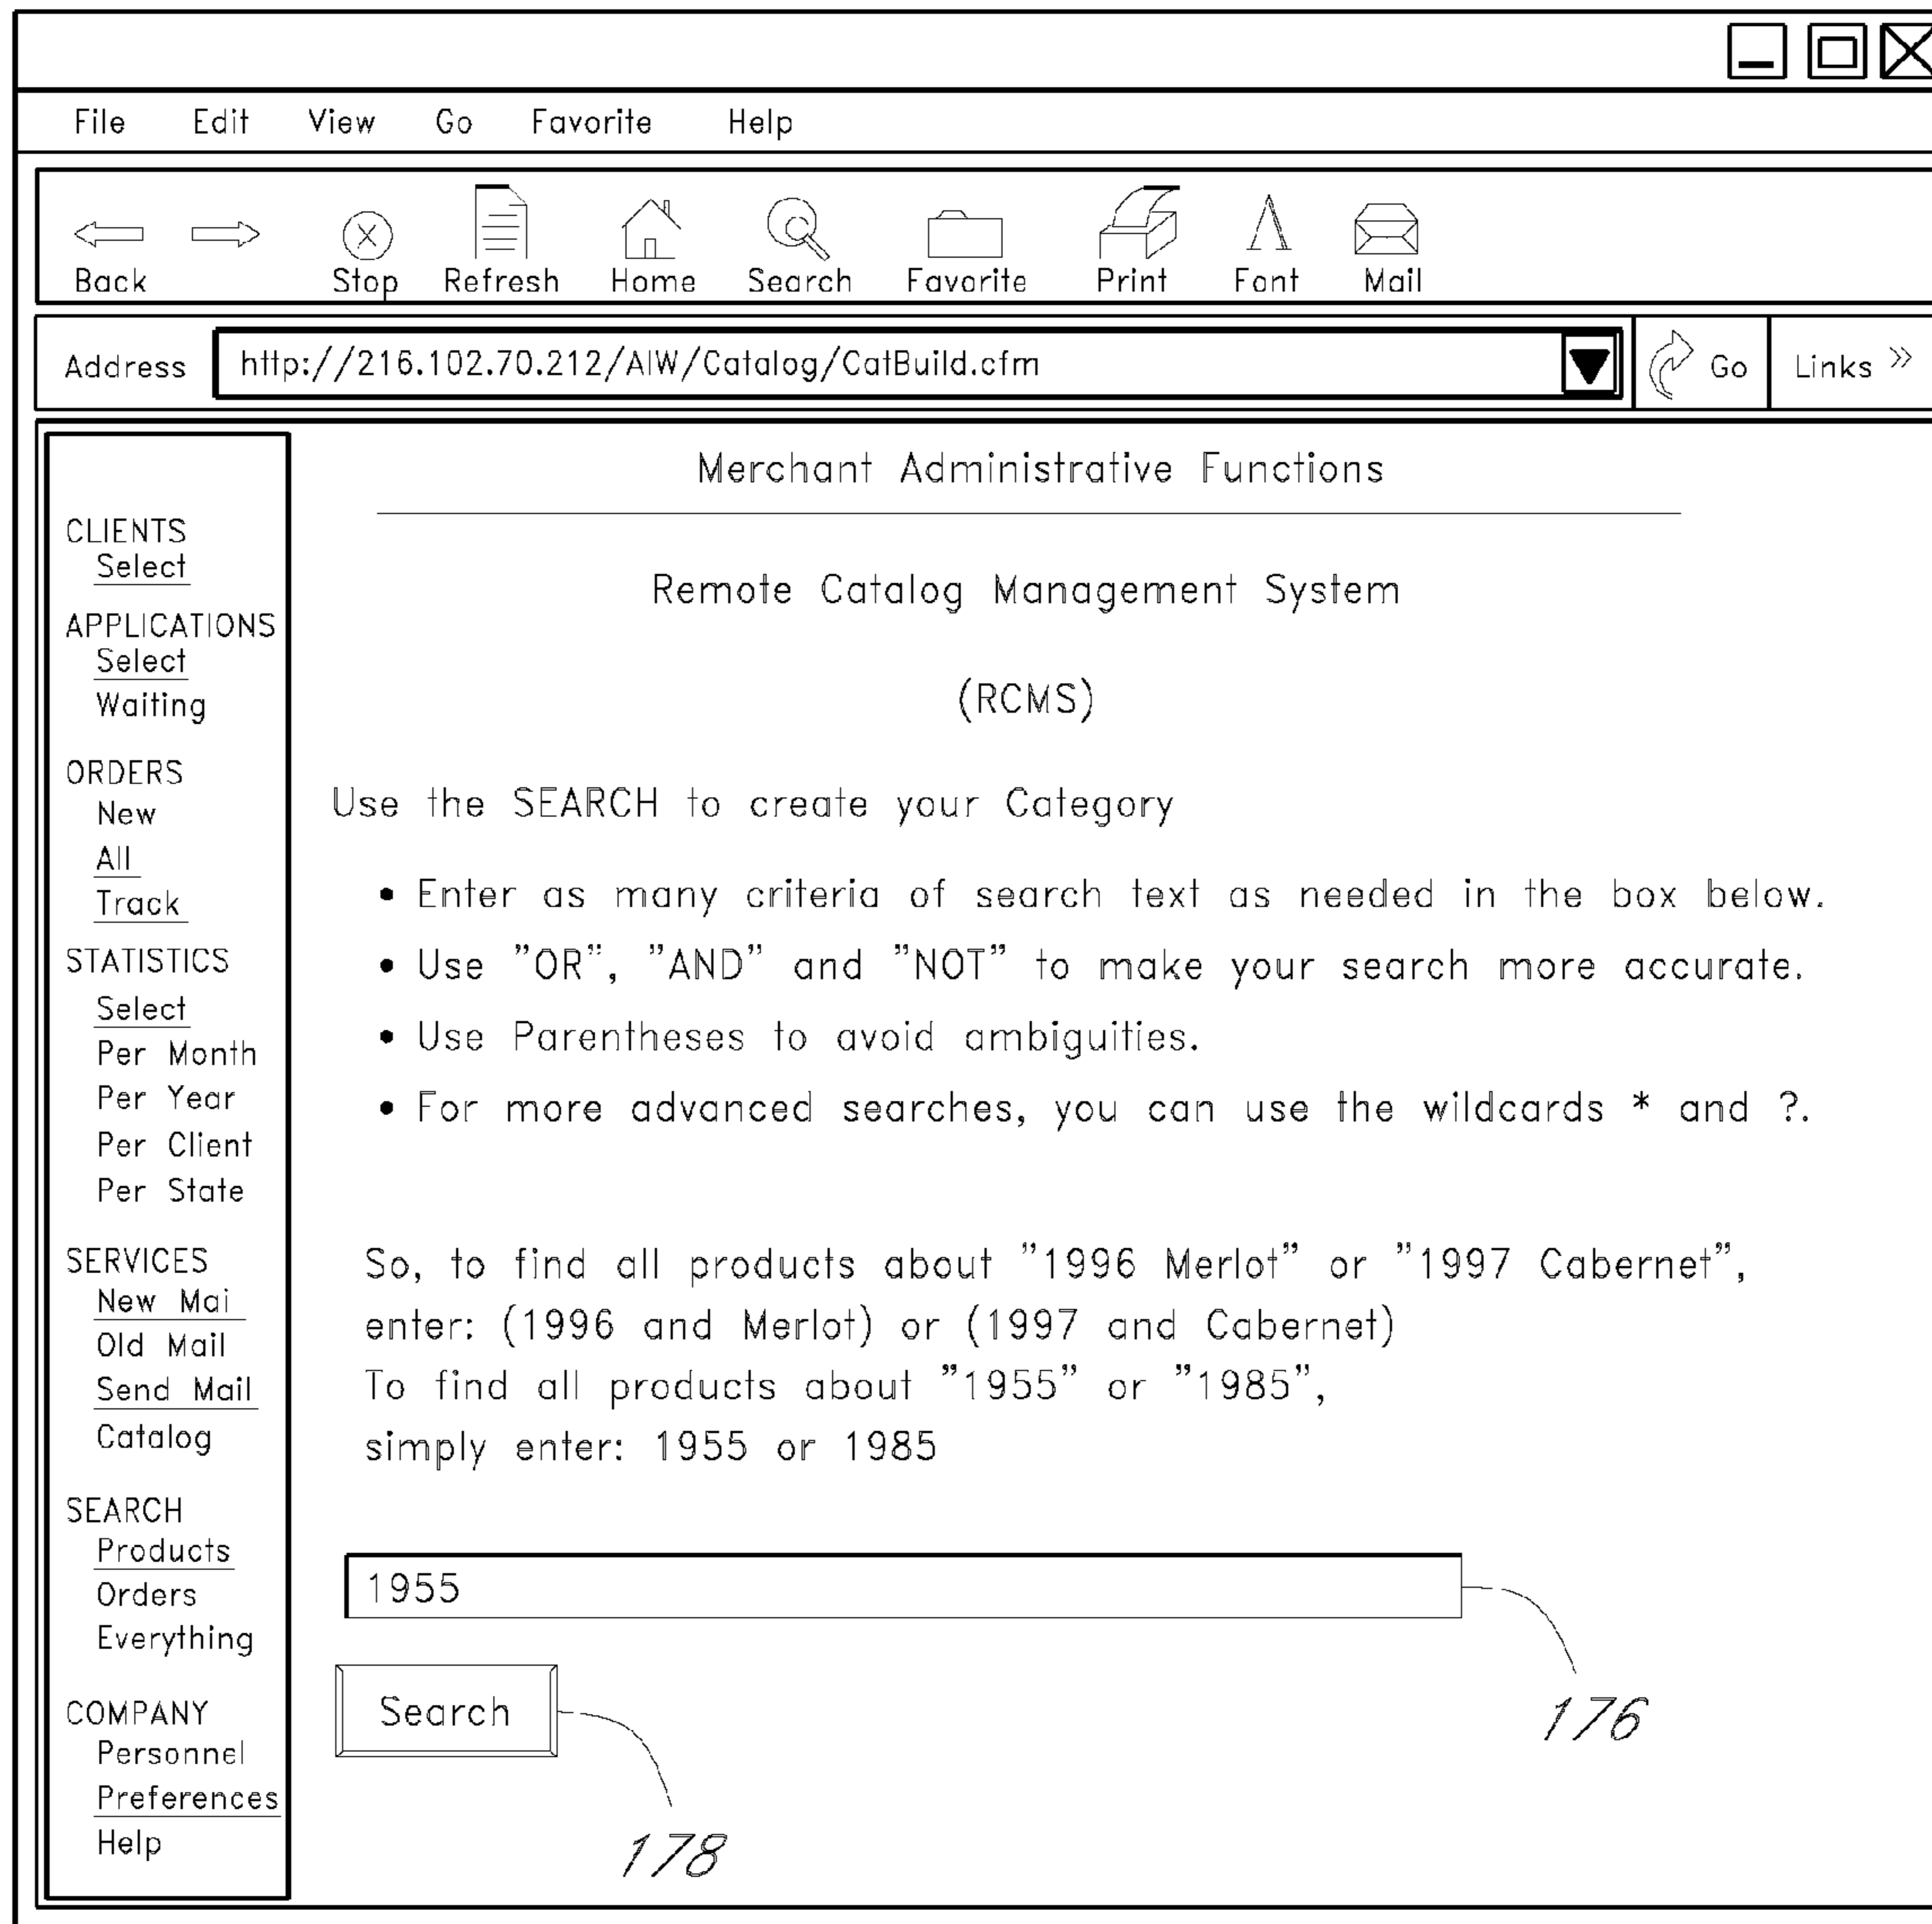 File Edit View Go Favorite Help
Back Stop Refresh Home Search Favorite Print Font Mail
Address http://216.102.70.212/AIW/Catalog/CatBuild.cfm Go Links »
CLIENTS
Select
APPLICATIONS
Select
Waiting
ORDERS
New
All
Track
STATISTICS
Select
Per Month
Per Year
Per Client
Per State
SERVICES
New Mai
Old Mail
Send Mail
Catalog
SEARCH
Products
Orders
Everything
COMPANY
Personnel
Preferences
Help
Merchant Administrative Functions
Remote Catalog Management System
(RCMS)
Use the SEARCH to create your Category
• Enter as many criteria of search text as needed in the box below.
• Use "OR", "AND" and "NOT" to make your search more accurate.
• Use Parentheses to avoid ambiguities.
• For more advanced searches, you can use the wildcards * and ?.
So, to find all products about "1996 Merlot" or "1997 Cabernet",
enter: (1996 and Merlot) or (1997 and Cabernet)
To find all products about "1955" or "1985",
simply enter: 1955 or 1985
1955
Search
176
178